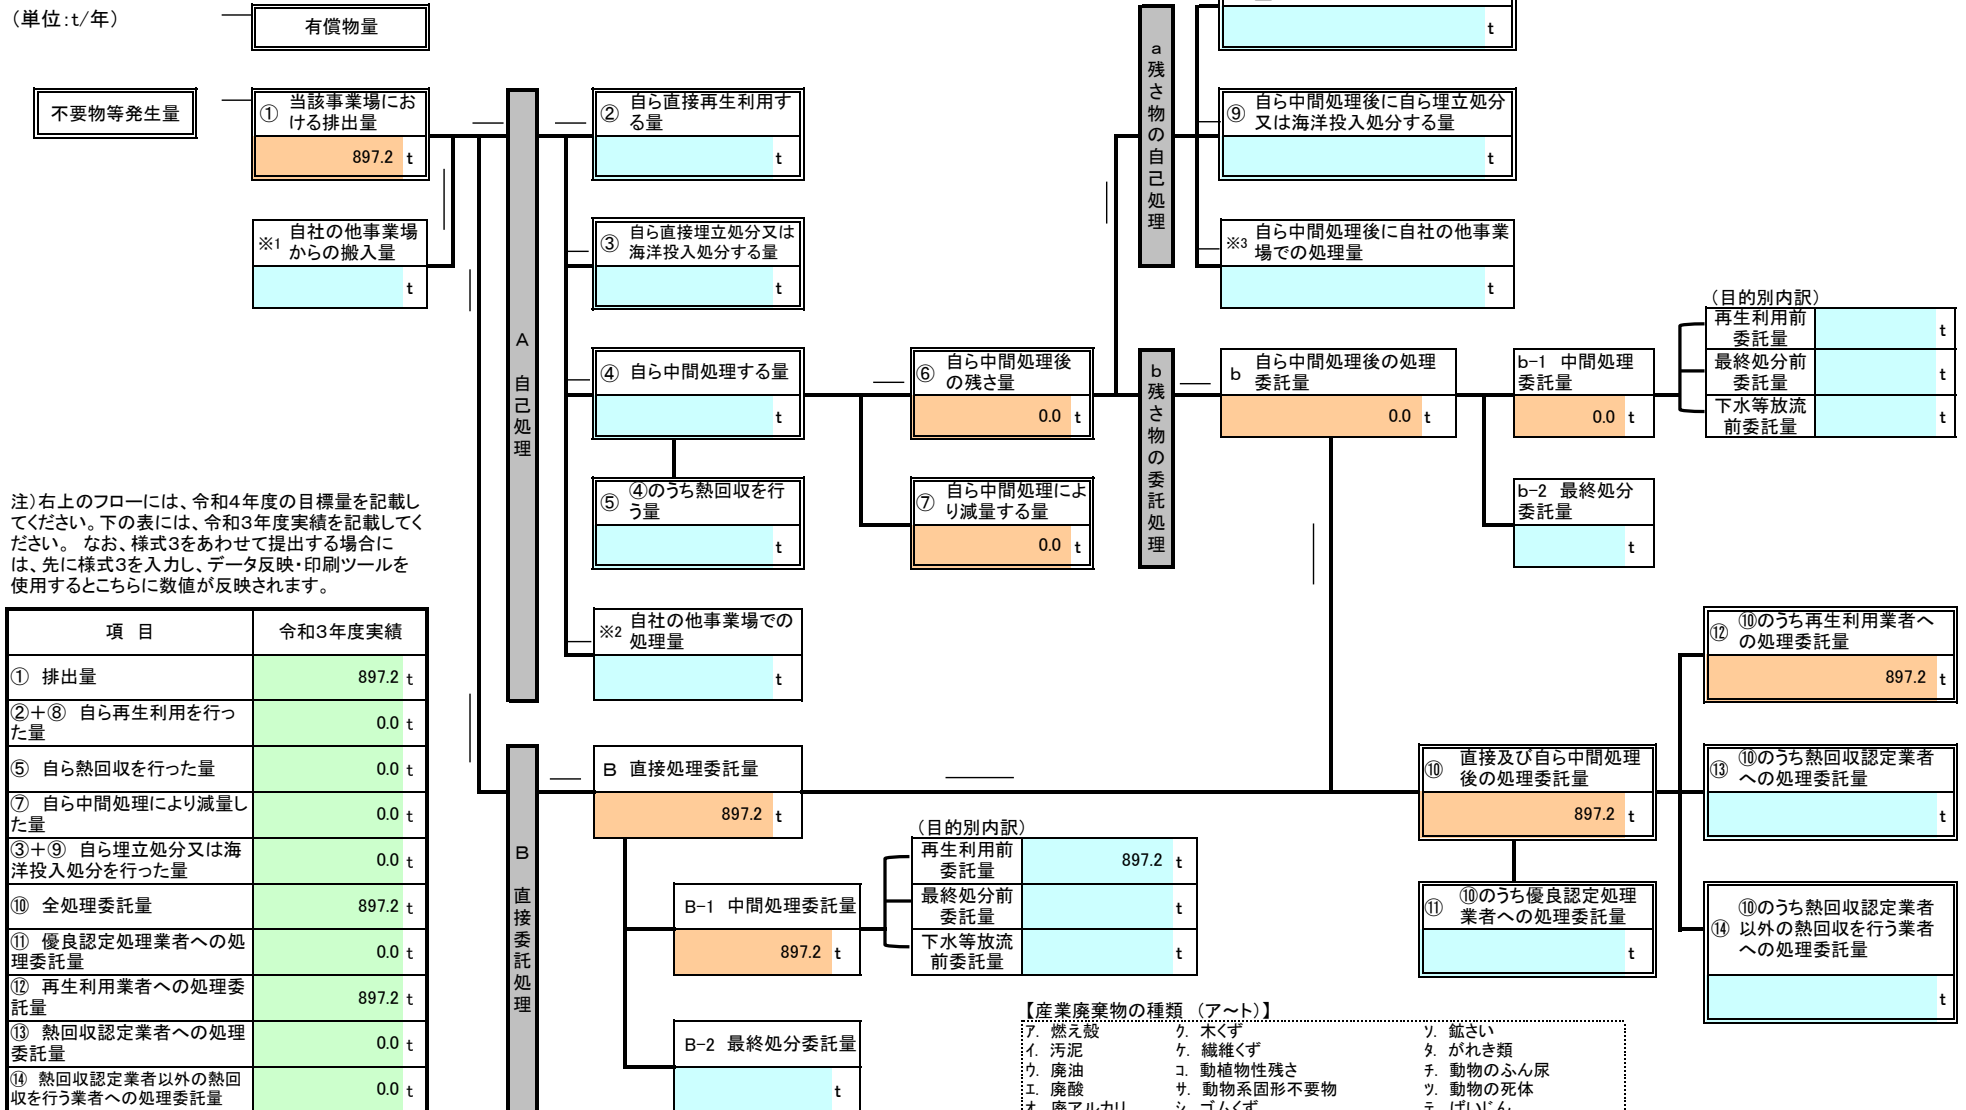 （単位：t/年）
有償物量
t
不要物等発生量
① 当該事業場にお
ける排出量
897.2 t
※1 自社の他事業場
からの搬入量
t
A 自己処理
② 自ら直接再生利用す
る量
t
③ 自ら直接埋立処分又は
海洋投入処分する量
t
④ 自ら中間処理する量
t
⑤ ④のうち熱回収を行
う量
t
※2 自社の他事業場での
処理量
t
⑥ 自ら中間処理後
の残さ量
0.0 t
⑦ 自ら中間処理によ
り減量する量
0.0 t
a 残さ物の自己処理
⑨ 自ら中間処理後に自ら埋立処分
又は海洋投入処分する量
t
※3 自ら中間処理後に自社の他事業
場での処理量
t
b 残さ物の委託処理
b 自ら中間処理後の処理
委託量
0.0 t
b-1 中間処理
委託量
0.0 t
b-2 最終処分
委託量
t
（目的別内訳）
再生利用前
委託量
t
最終処分前
委託量
t
下水等放流
前委託量
t
注）右上のフローには、令和４年度の目標量を記載し
てください。下の表には、令和３年度実績を記載してく
ださい。 なお、様式３をあわせて提出する場合に
は、先に様式３を入力し、データ反映・印刷ツールを
使用するとこちらに数値が反映されます。
項 目 令和３年度実績
① 排出量 897.2 t
②＋⑧ 自ら再生利用を行っ
た量 0.0 t
⑤ 自ら熱回収を行った量 0.0 t
⑦ 自ら中間処理により減量し
た量 0.0 t
③＋⑨ 自ら埋立処分又は海
洋投入処分を行った量 0.0 t
⑩ 全処理委託量 897.2 t
⑪ 優良認定処理業者への処
理委託量 0.0 t
⑫ 再生利用業者への処理委
託量 897.2 t
⑬ 熱回収認定業者への処理
委託量 0.0 t
⑭ 熱回収認定業者以外の熱回
収を行う業者への処理委託量 0.0 t
B 直接委託処理
B 直接処理委託量
897.2 t
B-1 中間処理委託量
897.2 t
B-2 最終処分委託量
t
（目的別内訳）
再生利用前
委託量
897.2 t
最終処分前
委託量
t
下水等放流
前委託量
t
⑩ 直接及び自ら中間処理
後の処理委託量
897.2 t
⑪ ⑩のうち優良認定処理
業者への処理委託量
t
⑫ ⑩のうち再生利用業者へ
の処理委託量
897.2 t
⑬ ⑩のうち熱回収認定業者
への処理委託量
t
⑭ ⑩のうち熱回収認定業者
以外の熱回収を行う業者
への処理委託量
t
【産業廃棄物の種類 （ア～ト）】
ア. 燃え殻 ク. 木くず ソ. 鉱さい
イ. 汚泥 ケ. 繊維くず タ. がれき類
ウ. 廃油 コ. 動植物性残さ チ. 動物のふん尿
エ. 廃酸 サ. 動物系固形不要物 ツ. 動物の死体
オ. 廃アルカリ シ. ゴムくず テ. ばいじん